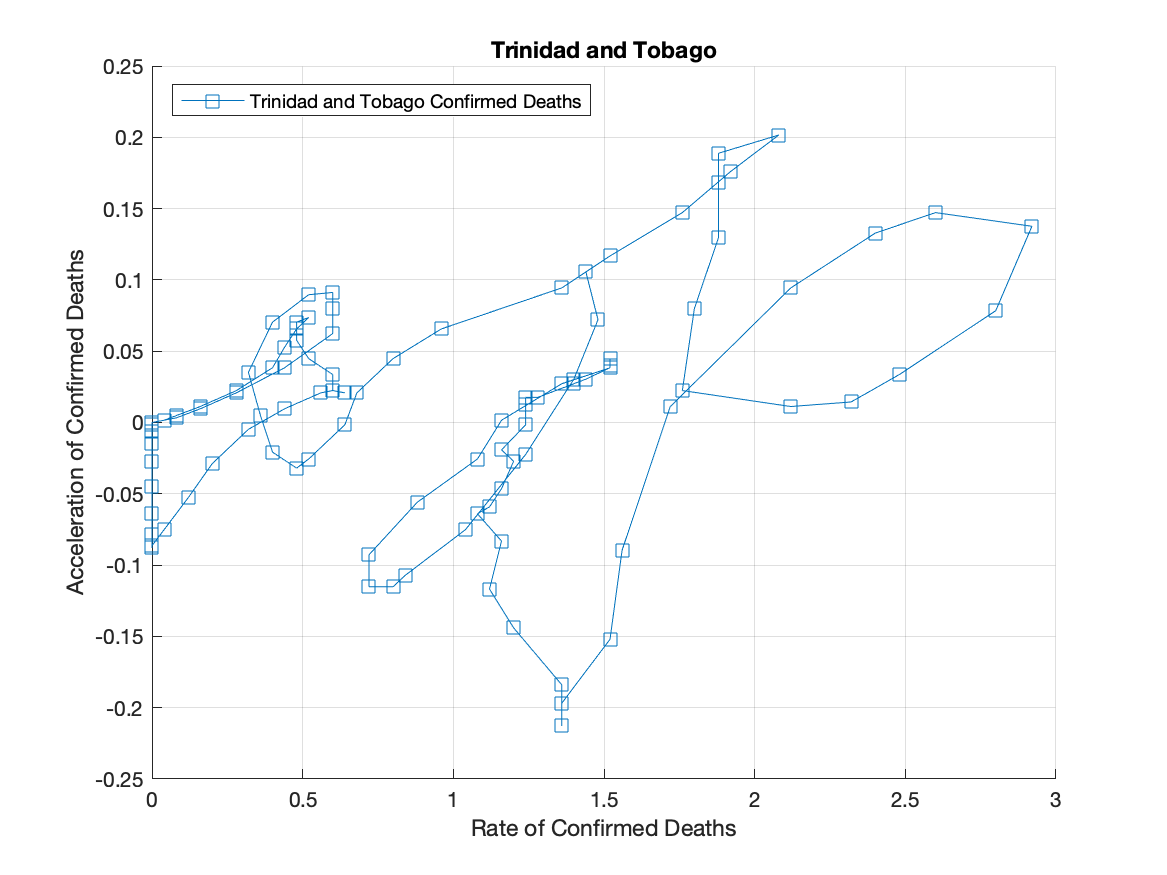 Trinidad and Tobago
0.25
Trinidad and Tobago Confirmed Deaths
0.2
0.15
0.1
0.05
0
-0.05
-0.1
-0.15
-0.2
-0.25
Acceleration of Confirmed Deaths
0 0.5 1 1.5 2 2.5 3
Rate of Confirmed Deaths